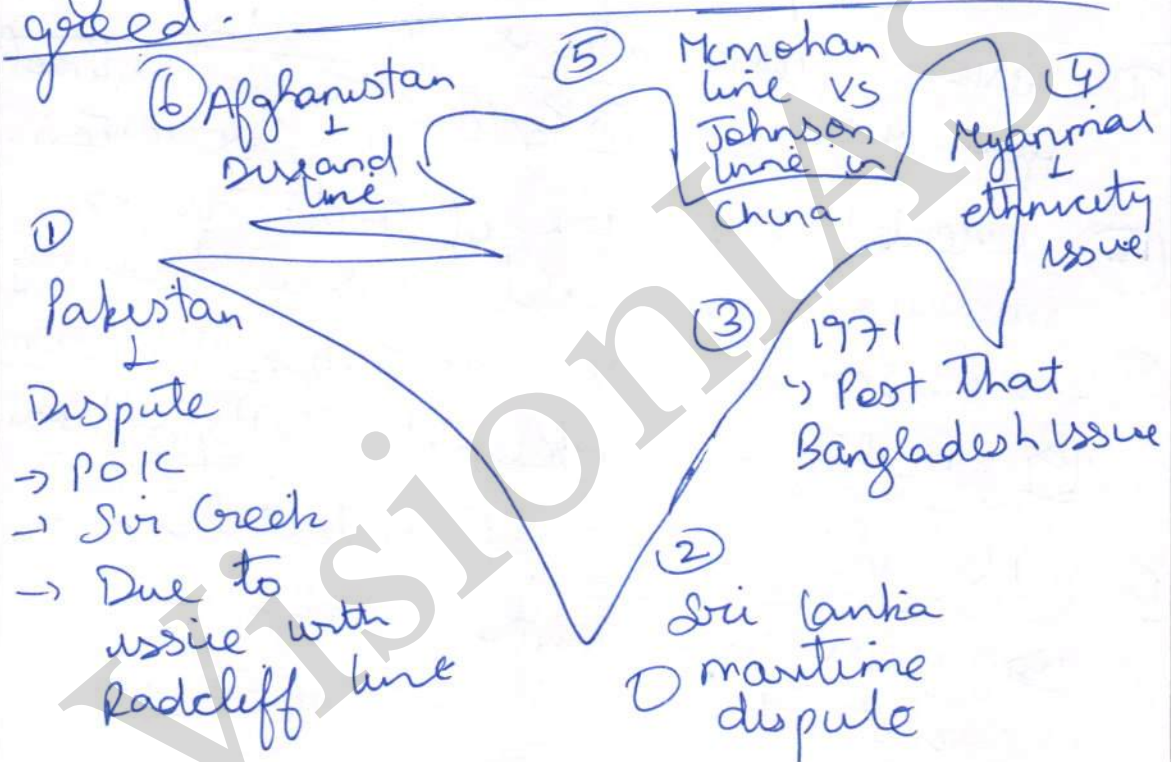 greed.
⑥ Afghanistan
↓
Durand
line
⑤
Mcmohan
line vs
Johnson
line in
China
④
Myanmar
↓
ethnicity
issue
①
Pakistan
↓
Dispute
→ POK
→ Sir Creek
→ Due to
issue with
Radcliff line
③
1971
↳ Post That
Bangladesh issue
②
Sri Lanka
maritime
dispute
VisionIAS